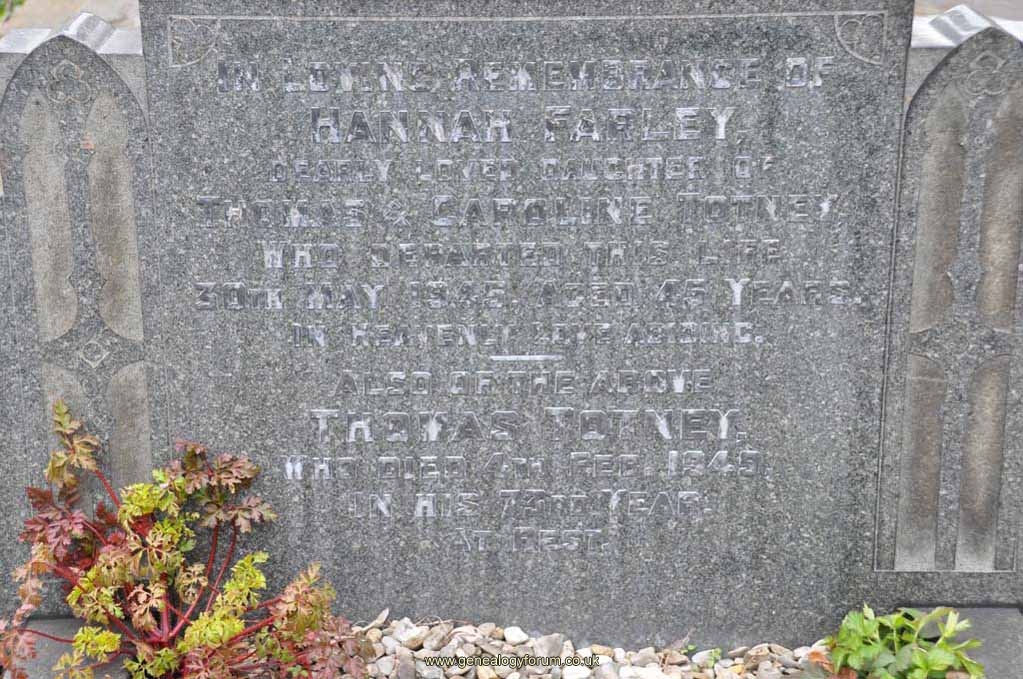 IN LOVING REMEMBRANCE OF
HANNAH FARLEY,
DEARLY LOVED DAUGHTER OF
THOMAS & CAROLINE TOTNEY
WHO DEPARTED THIS LIFE
30TH MAY 1945. AGED 45 YEARS.
IN HEAVENLY LOVE ABIDING.
ALSO OF THE ABOVE
THOMAS TOTNEY,
WHO DIED 4TH DEC. 1949
IN HIS 73RD YEAR.
AT REST.
www.genealogyforum.co.uk